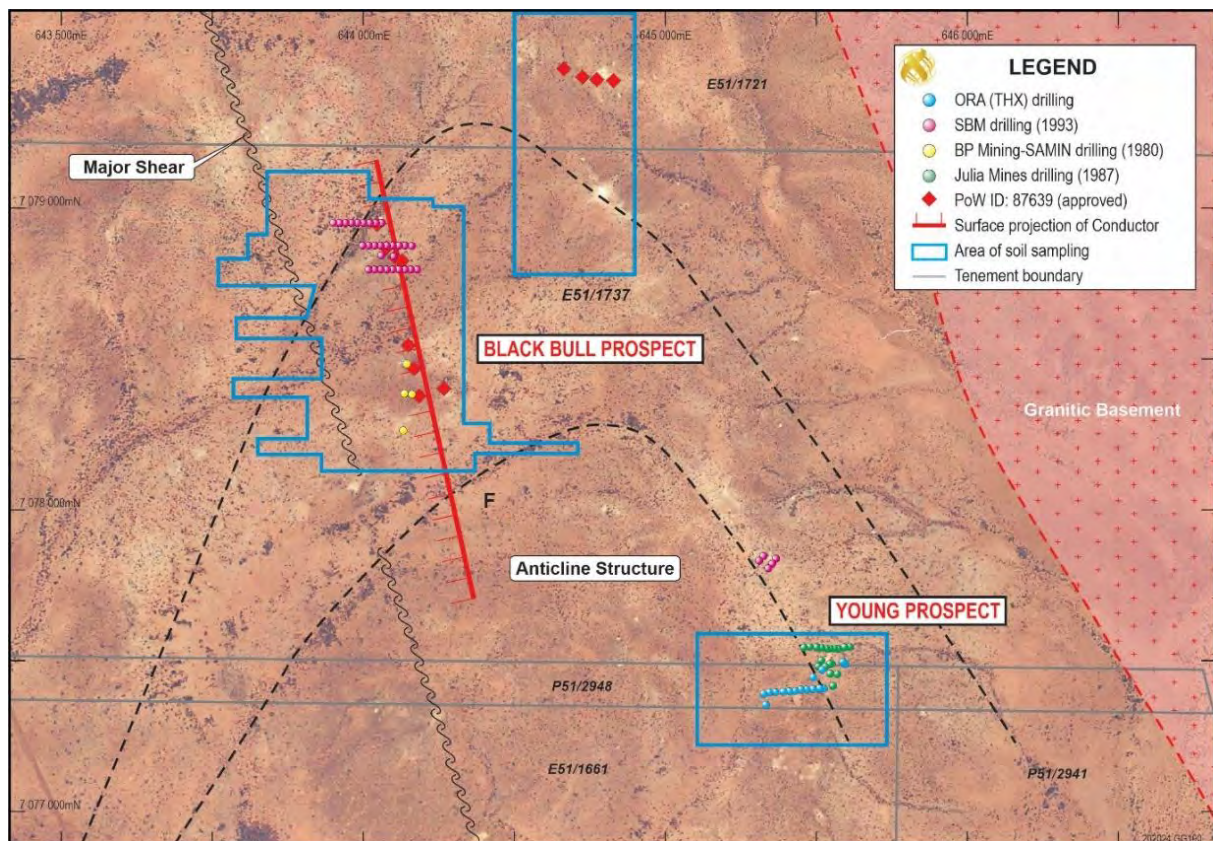 643 500mE
644 000mE
645 000mE
646 000mE
LEGEND
ORA (THX) drilling
SBM drilling (1993)
BP Mining-SAMIN drilling (1980)
Julia Mines drilling (1987)
PoW ID: 87639 (approved)
Surface projection of Conductor
Area of soil sampling
Tenement boundary
E51/1721
Major Shear
7 079 000mN
E51/1737
BLACK BULL PROSPECT
Granitic Basement
7 078 000mN
F
Anticline Structure
YOUNG PROSPECT
P51/2948
E51/1661
P51/2941
7 077 000mN